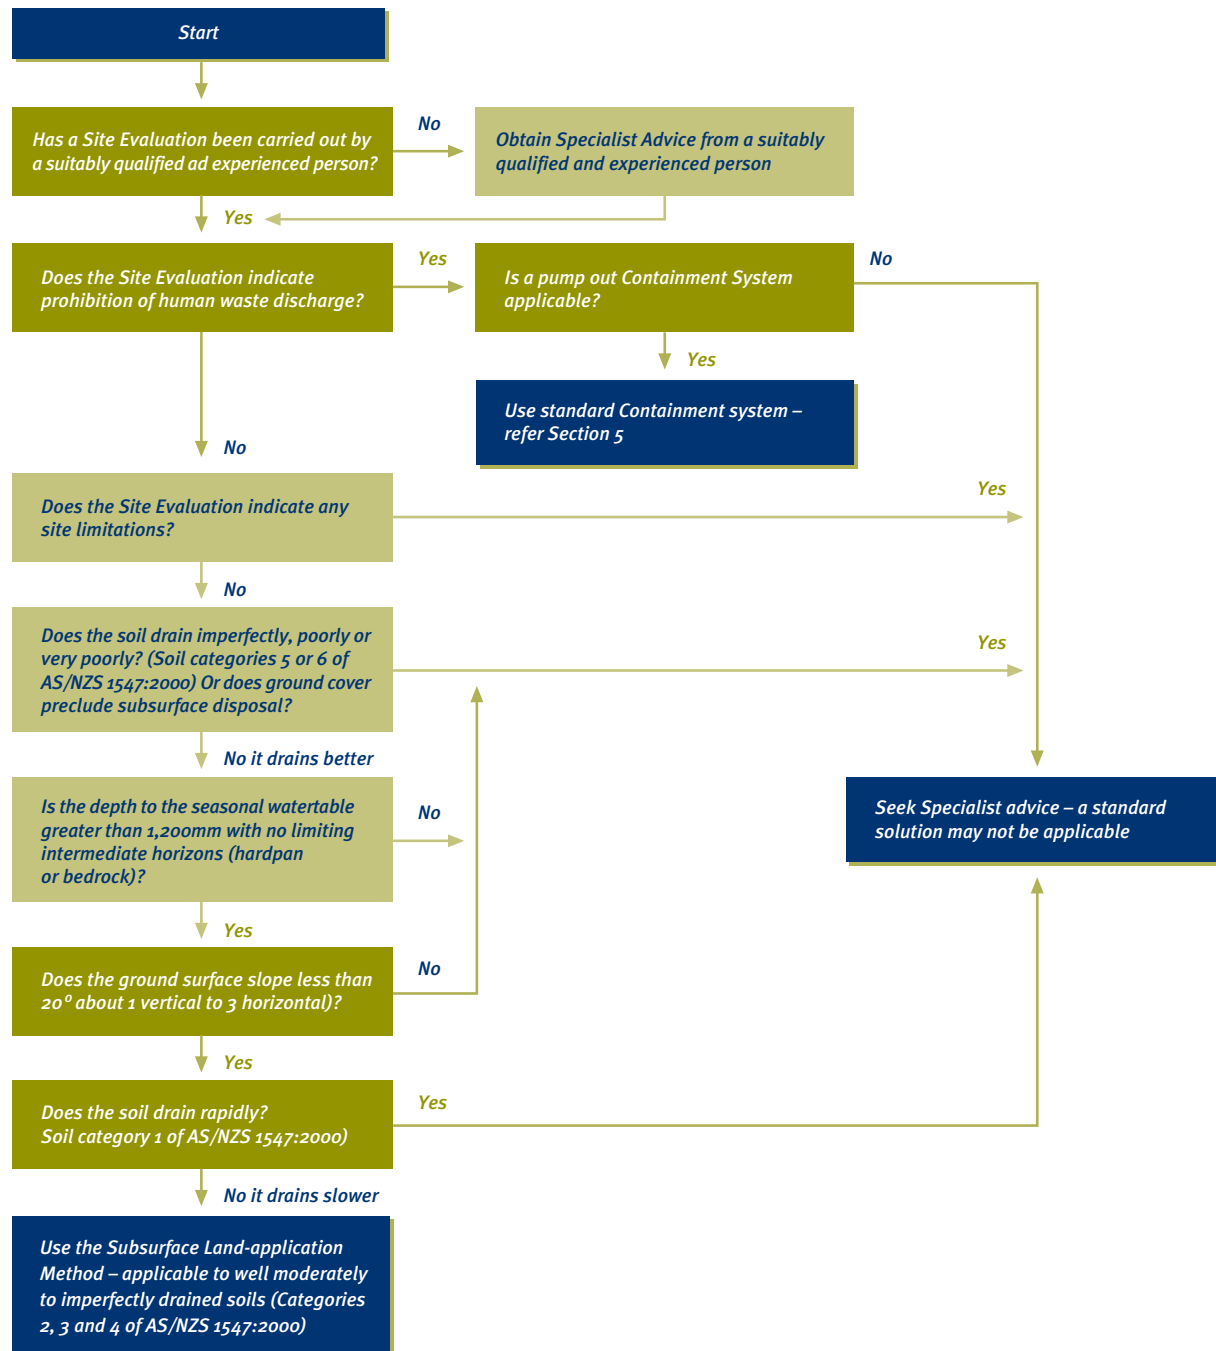 Start
Has a Site Evaluation been carried out by
a suitably qualified ad experienced person?
No
Obtain Specialist Advice from a suitably
qualified and experienced person
Yes
Does the Site Evaluation indicate
prohibition of human waste discharge?
Yes
Is a pump out Containment System
applicable?
No
Yes
Use standard Containment system –
refer Section 5
No
Does the Site Evaluation indicate any
site limitations?
Yes
No
Does the soil drain imperfectly, poorly or
very poorly? (Soil categories 5 or 6 of
AS/NZS 1547:2000) Or does ground cover
preclude subsurface disposal?
Yes
No it drains better
Is the depth to the seasonal watertable
greater than 1,200mm with no limiting
intermediate horizons (hardpan
or bedrock)?
No
Seek Specialist advice – a standard
solution may not be applicable
Yes
Does the ground surface slope less than
20º about 1 vertical to 3 horizontal)?
No
Yes
Does the soil drain rapidly?
Soil category 1 of AS/NZS 1547:2000)
Yes
No it drains slower
Use the Subsurface Land-application
Method – applicable to well moderately
to imperfectly drained soils (Categories
2, 3 and 4 of AS/NZS 1547:2000)